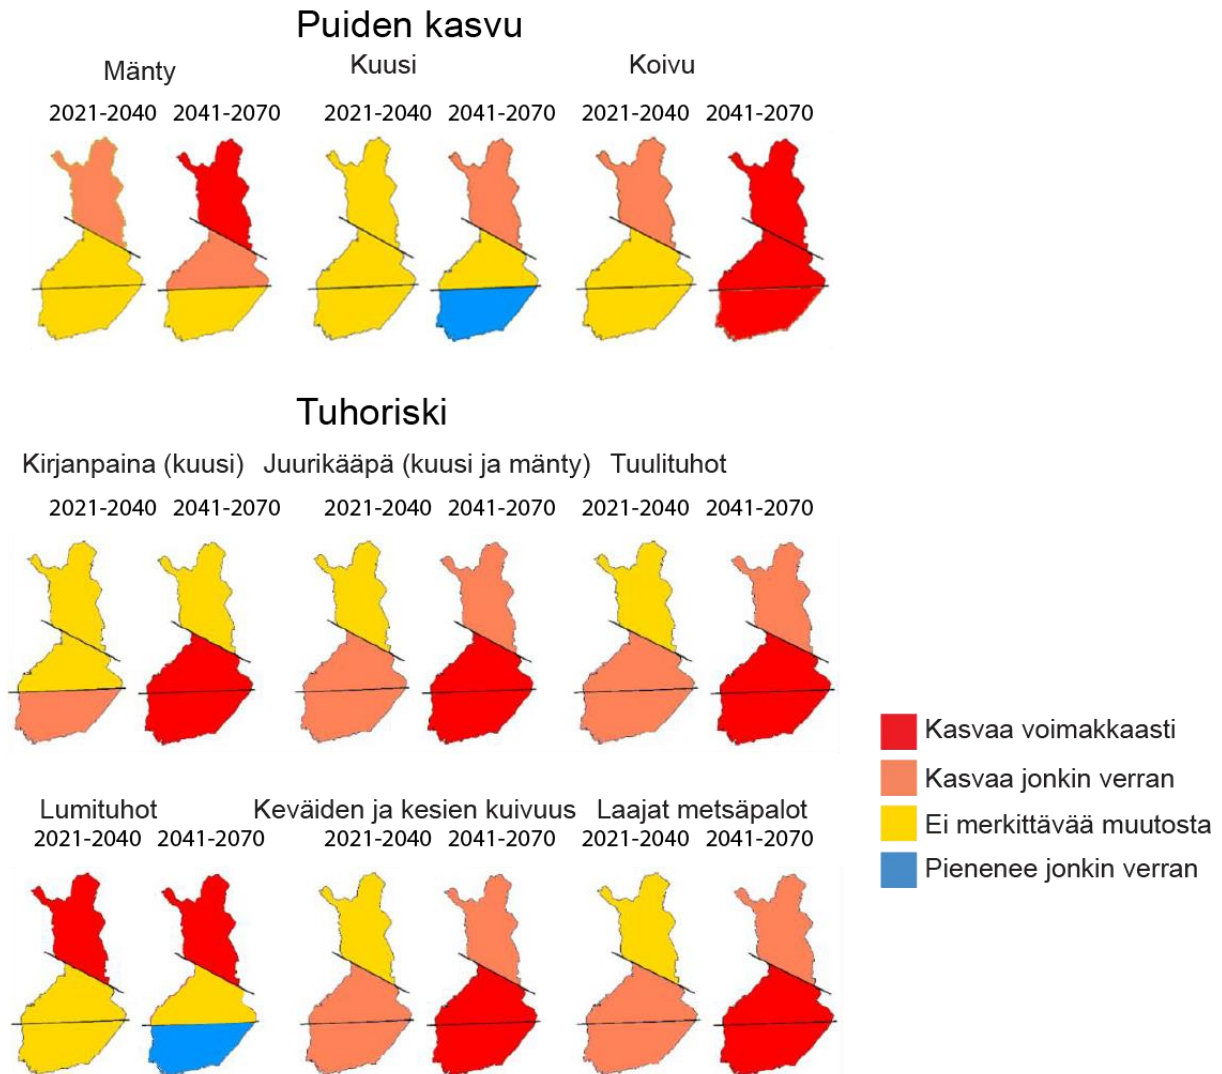 Puiden kasvu
Mänty Kuusi Koivu
2021-2040 2041-2070 2021-2040 2041-2070 2021-2040 2041-2070
Tuhoriski
Kirjanpaina (kuusi) Juurikääpä (kuusi ja mänty) Tuulituhot
2021-2040 2041-2070 2021-2040 2041-2070 2021-2040 2041-2070
Kasvaa voimakkaasti
Kasvaa jonkin verran
Ei merkittävää muutosta
Pienenee jonkin verran
Lumituhot Keväiden ja kesien kuivuus Laajat metsäpalot
2021-2040 2041-2070 2021-2040 2041-2070 2021-2040 2041-2070